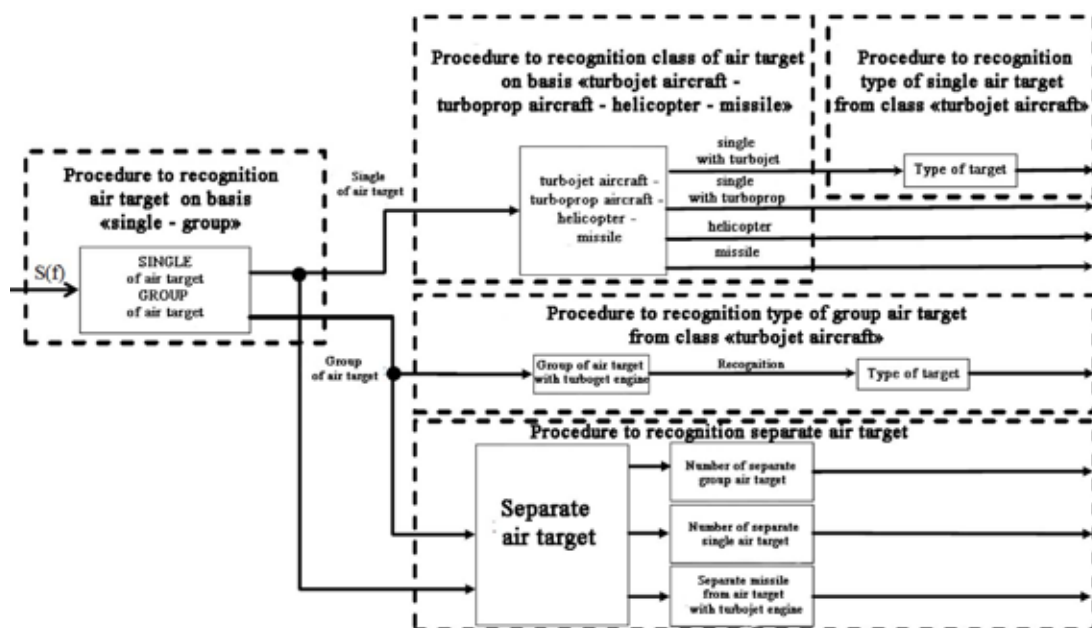 Procedure to recognition class of air target
on basis «turbojet aircraft -
turboprop aircraft - helicopter - missile»
Procedure to recognition
type of single air target
from class «turbojet aircraft»
Procedure to recognition
air target on basis
«single - group»
Single
of air target
turbojet aircraft -
turboprop aircraft -
helicopter -
missile
single
with turbojet
single
with turboprop
helicopter
missile
Type of target
S(f)
SINGLE
of air target
GROUP
of air target
Group
of air target
Procedure to recognition type of group air target
from class «turbojet aircraft»
Group of air target
with turboget engine
Recognition
Type of target
Procedure to recognition separate air target
Separate
air target
Number of separate
group air target
Number of separate
single air target
Separate missile
from air target
with turbojet engine